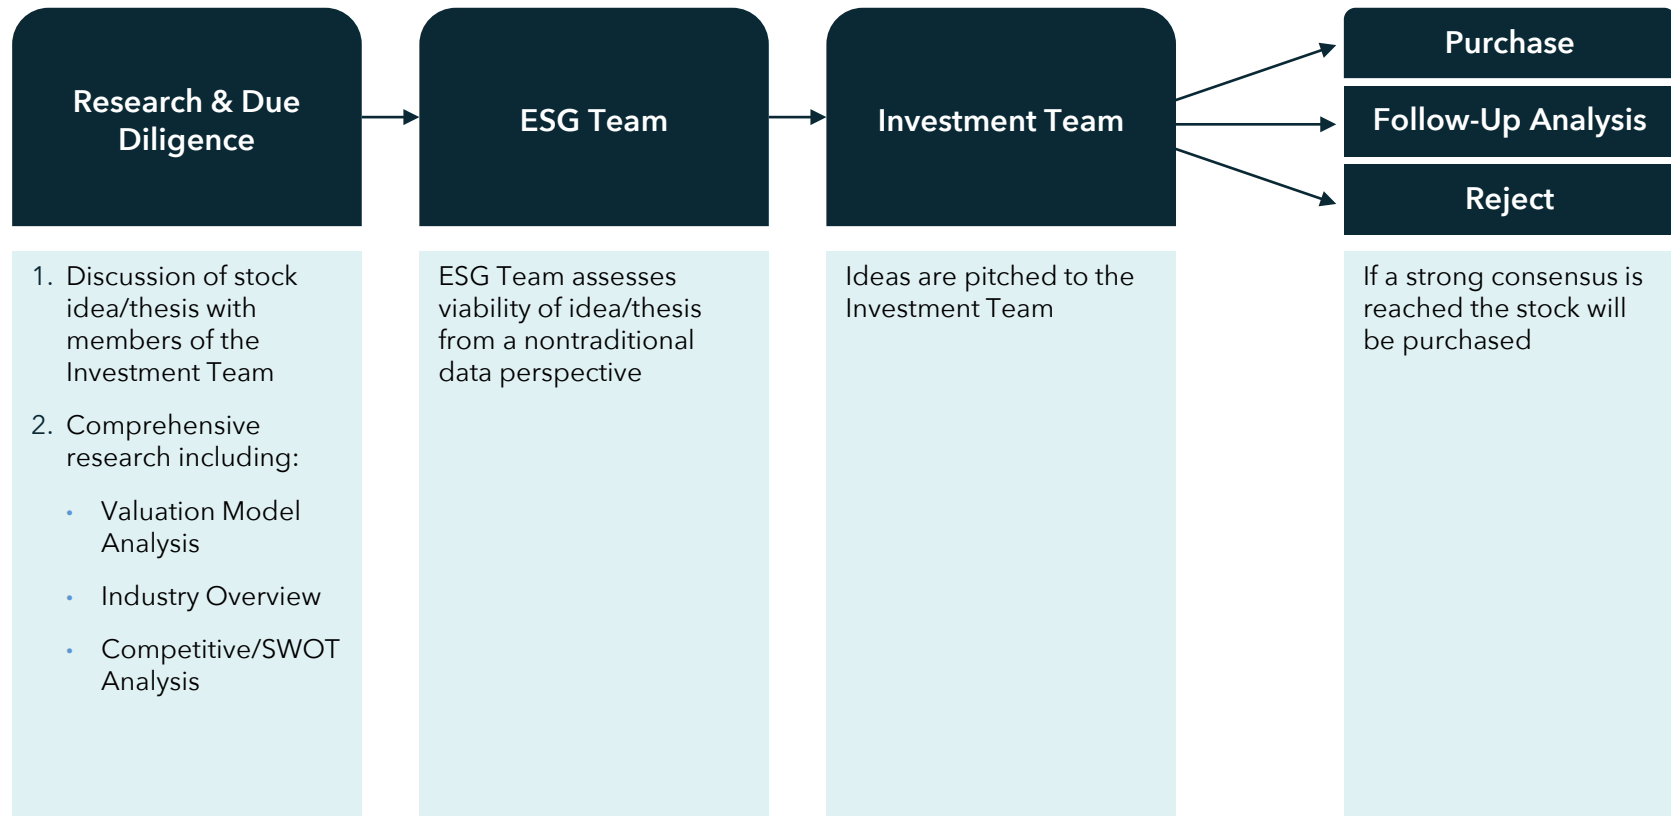 Research & Due
Diligence
ESG Team
Investment Team
Purchase
Follow-Up Analysis
Reject
1. Discussion of stock
idea/thesis with
members of the
Investment Team
2. Comprehensive
research including:
• Valuation Model
Analysis
• Industry Overview
• Competitive/SWOT
Analysis
ESG Team assesses
viability of idea/thesis
from a nontraditional
data perspective
Ideas are pitched to the
Investment Team
If a strong consensus is
reached the stock will
be purchased